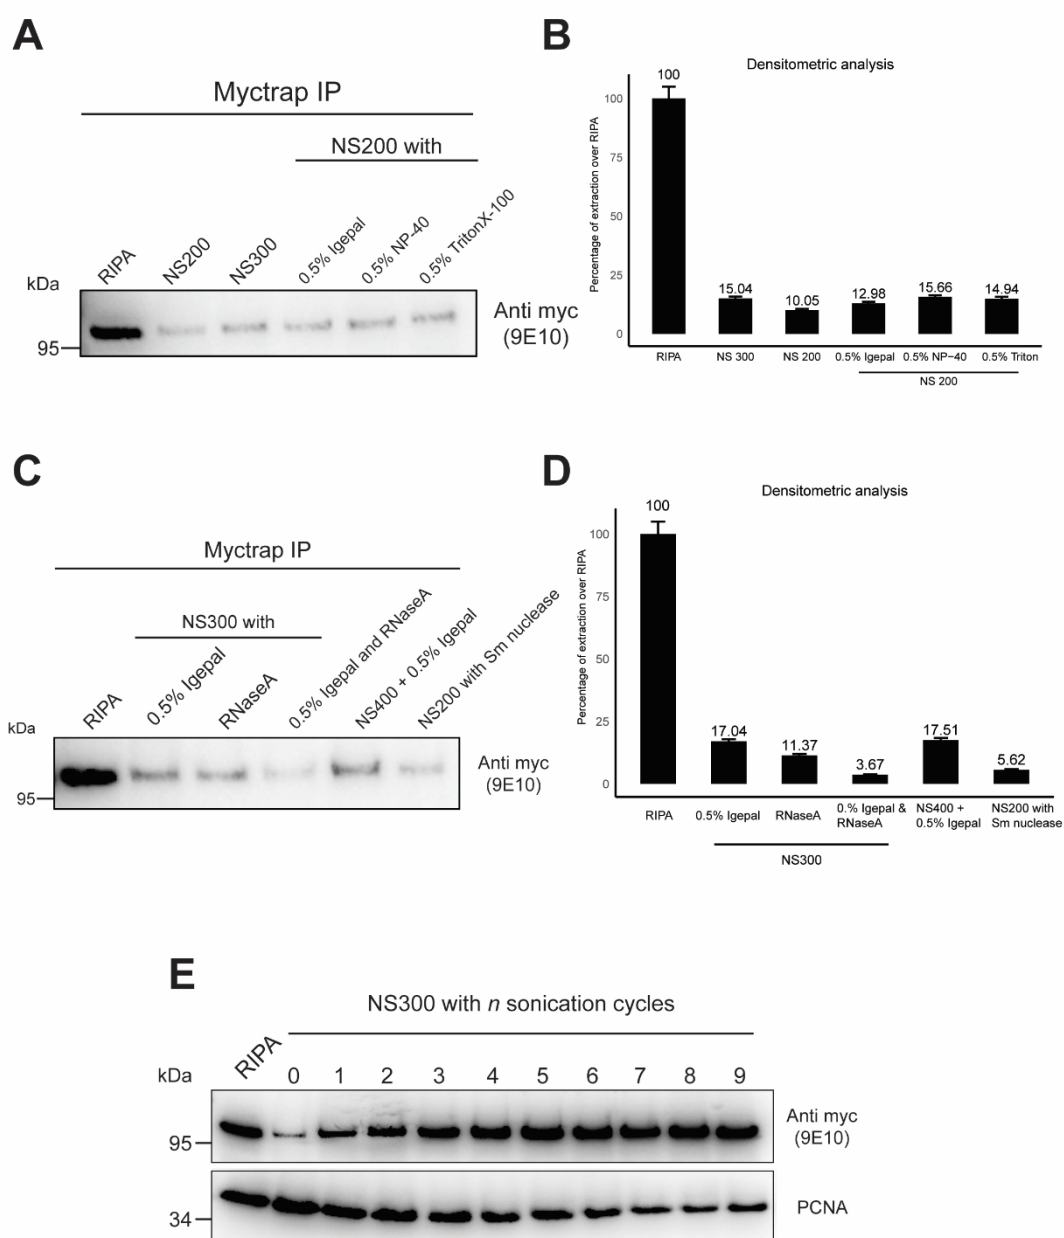 A
Myctrap IP
NS200 with
RIPA
NS200
NS300
0.5% Igepal
0.5% NP-40
0.5% TritonX-100
kDa
95
Anti myc
(9E10)
B
Densitometric analysis
Percentage of extraction over RIPA
100
75
50
25
0
100
15.04
10.05
12.98
15.66
14.94
RIPA
NS 300
NS 200
0.5% Igepal
0.5% NP-40
0.5% Triton
NS 200
C
Myctrap IP
NS300 with
RIPA
0.5% Igepal
RNaseA
0.5% Igepal and RNaseA
NS400 + 0.5% Igepal
NS200 with Sm nuclease
kDa
95
Anti myc
(9E10)
D
Densitometric analysis
Percentage of extraction over RIPA
100
75
50
25
0
100
17.04
11.37
3.67
17.51
5.62
RIPA
0.5% Igepal
RNaseA
0.% Igepal &
RNaseA
NS400 +
0.5% Igepal
NS200 with
Sm nuclease
NS300
E
NS300 with n sonication cycles
RIPA
kDa
0 1 2 3 4 5 6 7 8 9
95
Anti myc
(9E10)
34
PCNA